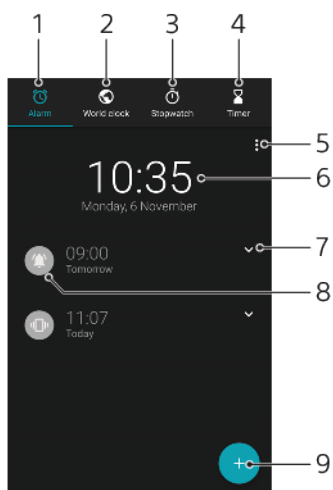 1 2 3 4
Alarm World clock Stopwatch Timer
5
10:35 6
Monday, 6 November
09:00 7
Tomorrow
8
11:07
Today
+ 9